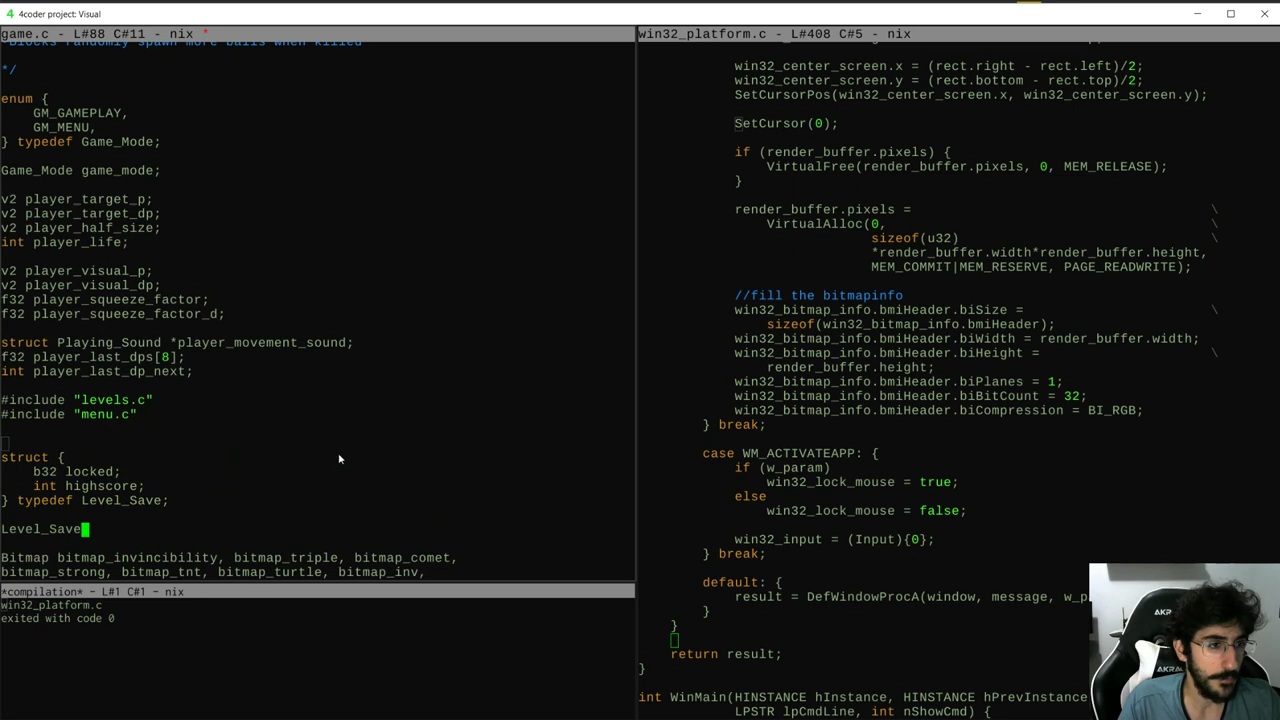 4 4coder project: Visual
game.c - L#88 C#11 - nix *
Blocks randomly spawn more balls when killed
*/
enum {
GM_GAMEPLAY,
GM_MENU,
} typedef Game_Mode;
Game_Mode game_mode;
v2 player_target_p;
v2 player_target_dp;
v2 player_half_size;
int player_life;
v2 player_visual_p;
v2 player_visual_dp;
f32 player_squeeze_factor;
f32 player_squeeze_factor_d;
struct Playing_Sound *player_movement_sound;
f32 player_last_dps[8];
int player_last_dp_next;
#include "levels.c"
#include "menu.c"
struct {
b32 locked;
int highscore;
} typedef Level_Save;
Level_Save
Bitmap bitmap_invincibility, bitmap_triple, bitmap_comet,
bitmap_strong, bitmap_tnt, bitmap_turtle, bitmap_inv,
*compilation* - L#1 C#1 - nix
win32_platform.c
exited with code 0
win32_platform.c - L#408 C#5 - nix
win32_center_screen.x = (rect.right - rect.left)/2;
win32_center_screen.y = (rect.bottom - rect.top)/2;
SetCursorPos(win32_center_screen.x, win32_center_screen.y);
SetCursor(0);
if (render_buffer.pixels) {
VirtualFree(render_buffer.pixels, 0, MEM_RELEASE);
}
render_buffer.pixels = \
VirtualAlloc(0, \
sizeof(u32) \
*render_buffer.width*render_buffer.height,
MEM_COMMIT|MEM_RESERVE, PAGE_READWRITE);
//fill the bitmapinfo
win32_bitmap_info.bmiHeader.biSize = \
sizeof(win32_bitmap_info.bmiHeader);
win32_bitmap_info.bmiHeader.biWidth = render_buffer.width;
win32_bitmap_info.bmiHeader.biHeight = \
render_buffer.height;
win32_bitmap_info.bmiHeader.biPlanes = 1;
win32_bitmap_info.bmiHeader.biBitCount = 32;
win32_bitmap_info.bmiHeader.biCompression = BI_RGB;
} break;
case WM_ACTIVATEAPP: {
if (w_param)
win32_lock_mouse = true;
else
win32_lock_mouse = false;
win32_input = (Input){0};
} break;
default: {
result = DefWindowProcA(window, message, w_p
}
}
return result;
}
int WinMain(HINSTANCE hInstance, HINSTANCE hPrevInstance
LPSTR lpCmdLine, int nShowCmd) {